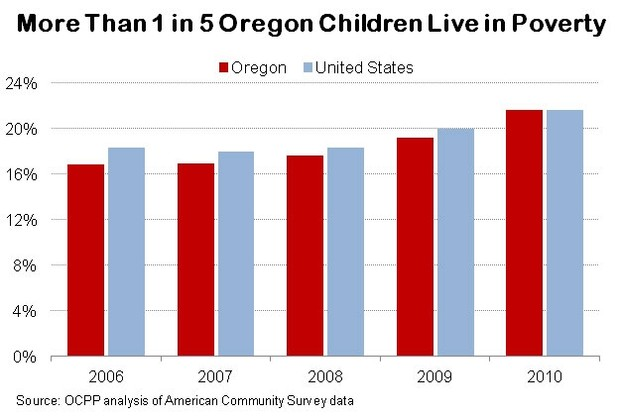 More Than 1 in 5 Oregon Children Live in Poverty
Oregon United States
24%
20%
16%
12%
8%
4%
0%
2006 2007 2008 2009 2010
Source: OCPP analysis of American Community Survey data